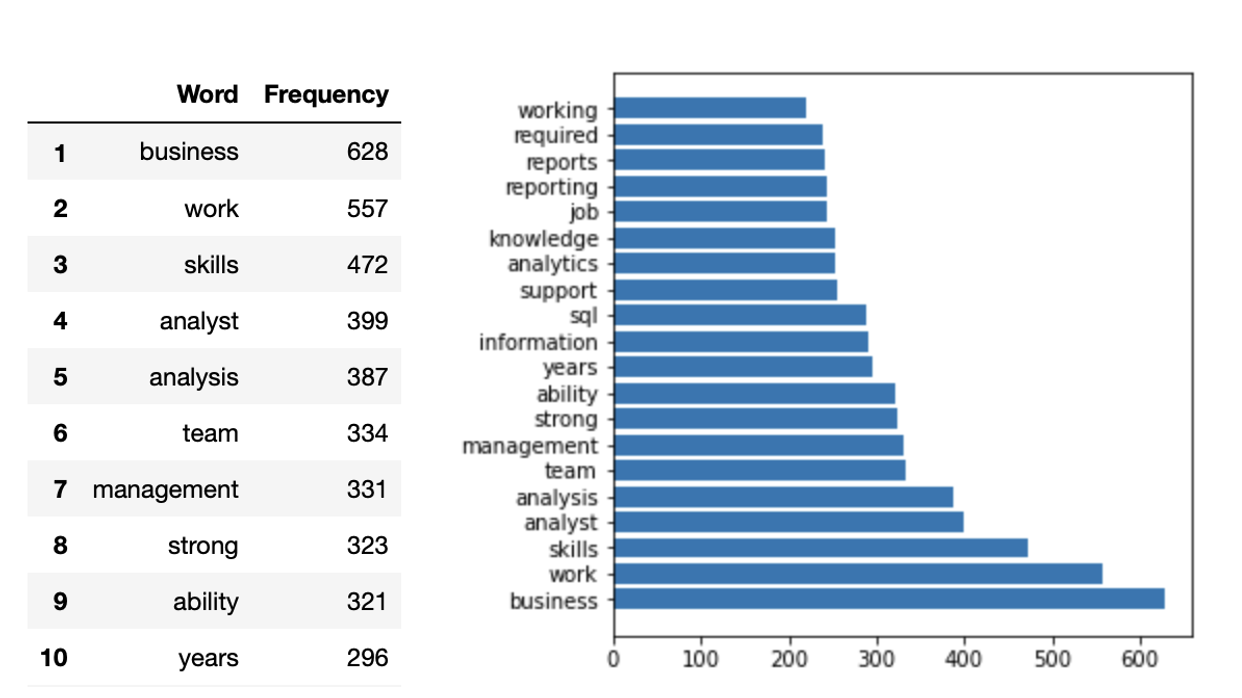 Word Frequency
1 business 628
2 work 557
3 skills 472
4 analyst 399
5 analysis 387
6 team 334
7 management 331
8 strong 323
9 ability 321
10 years 296
working
required
reports
reporting
job
knowledge
analytics
support
sql
information
years
ability
strong
management
team
analysis
analyst
skills
work
business
0 100 200 300 400 500 600